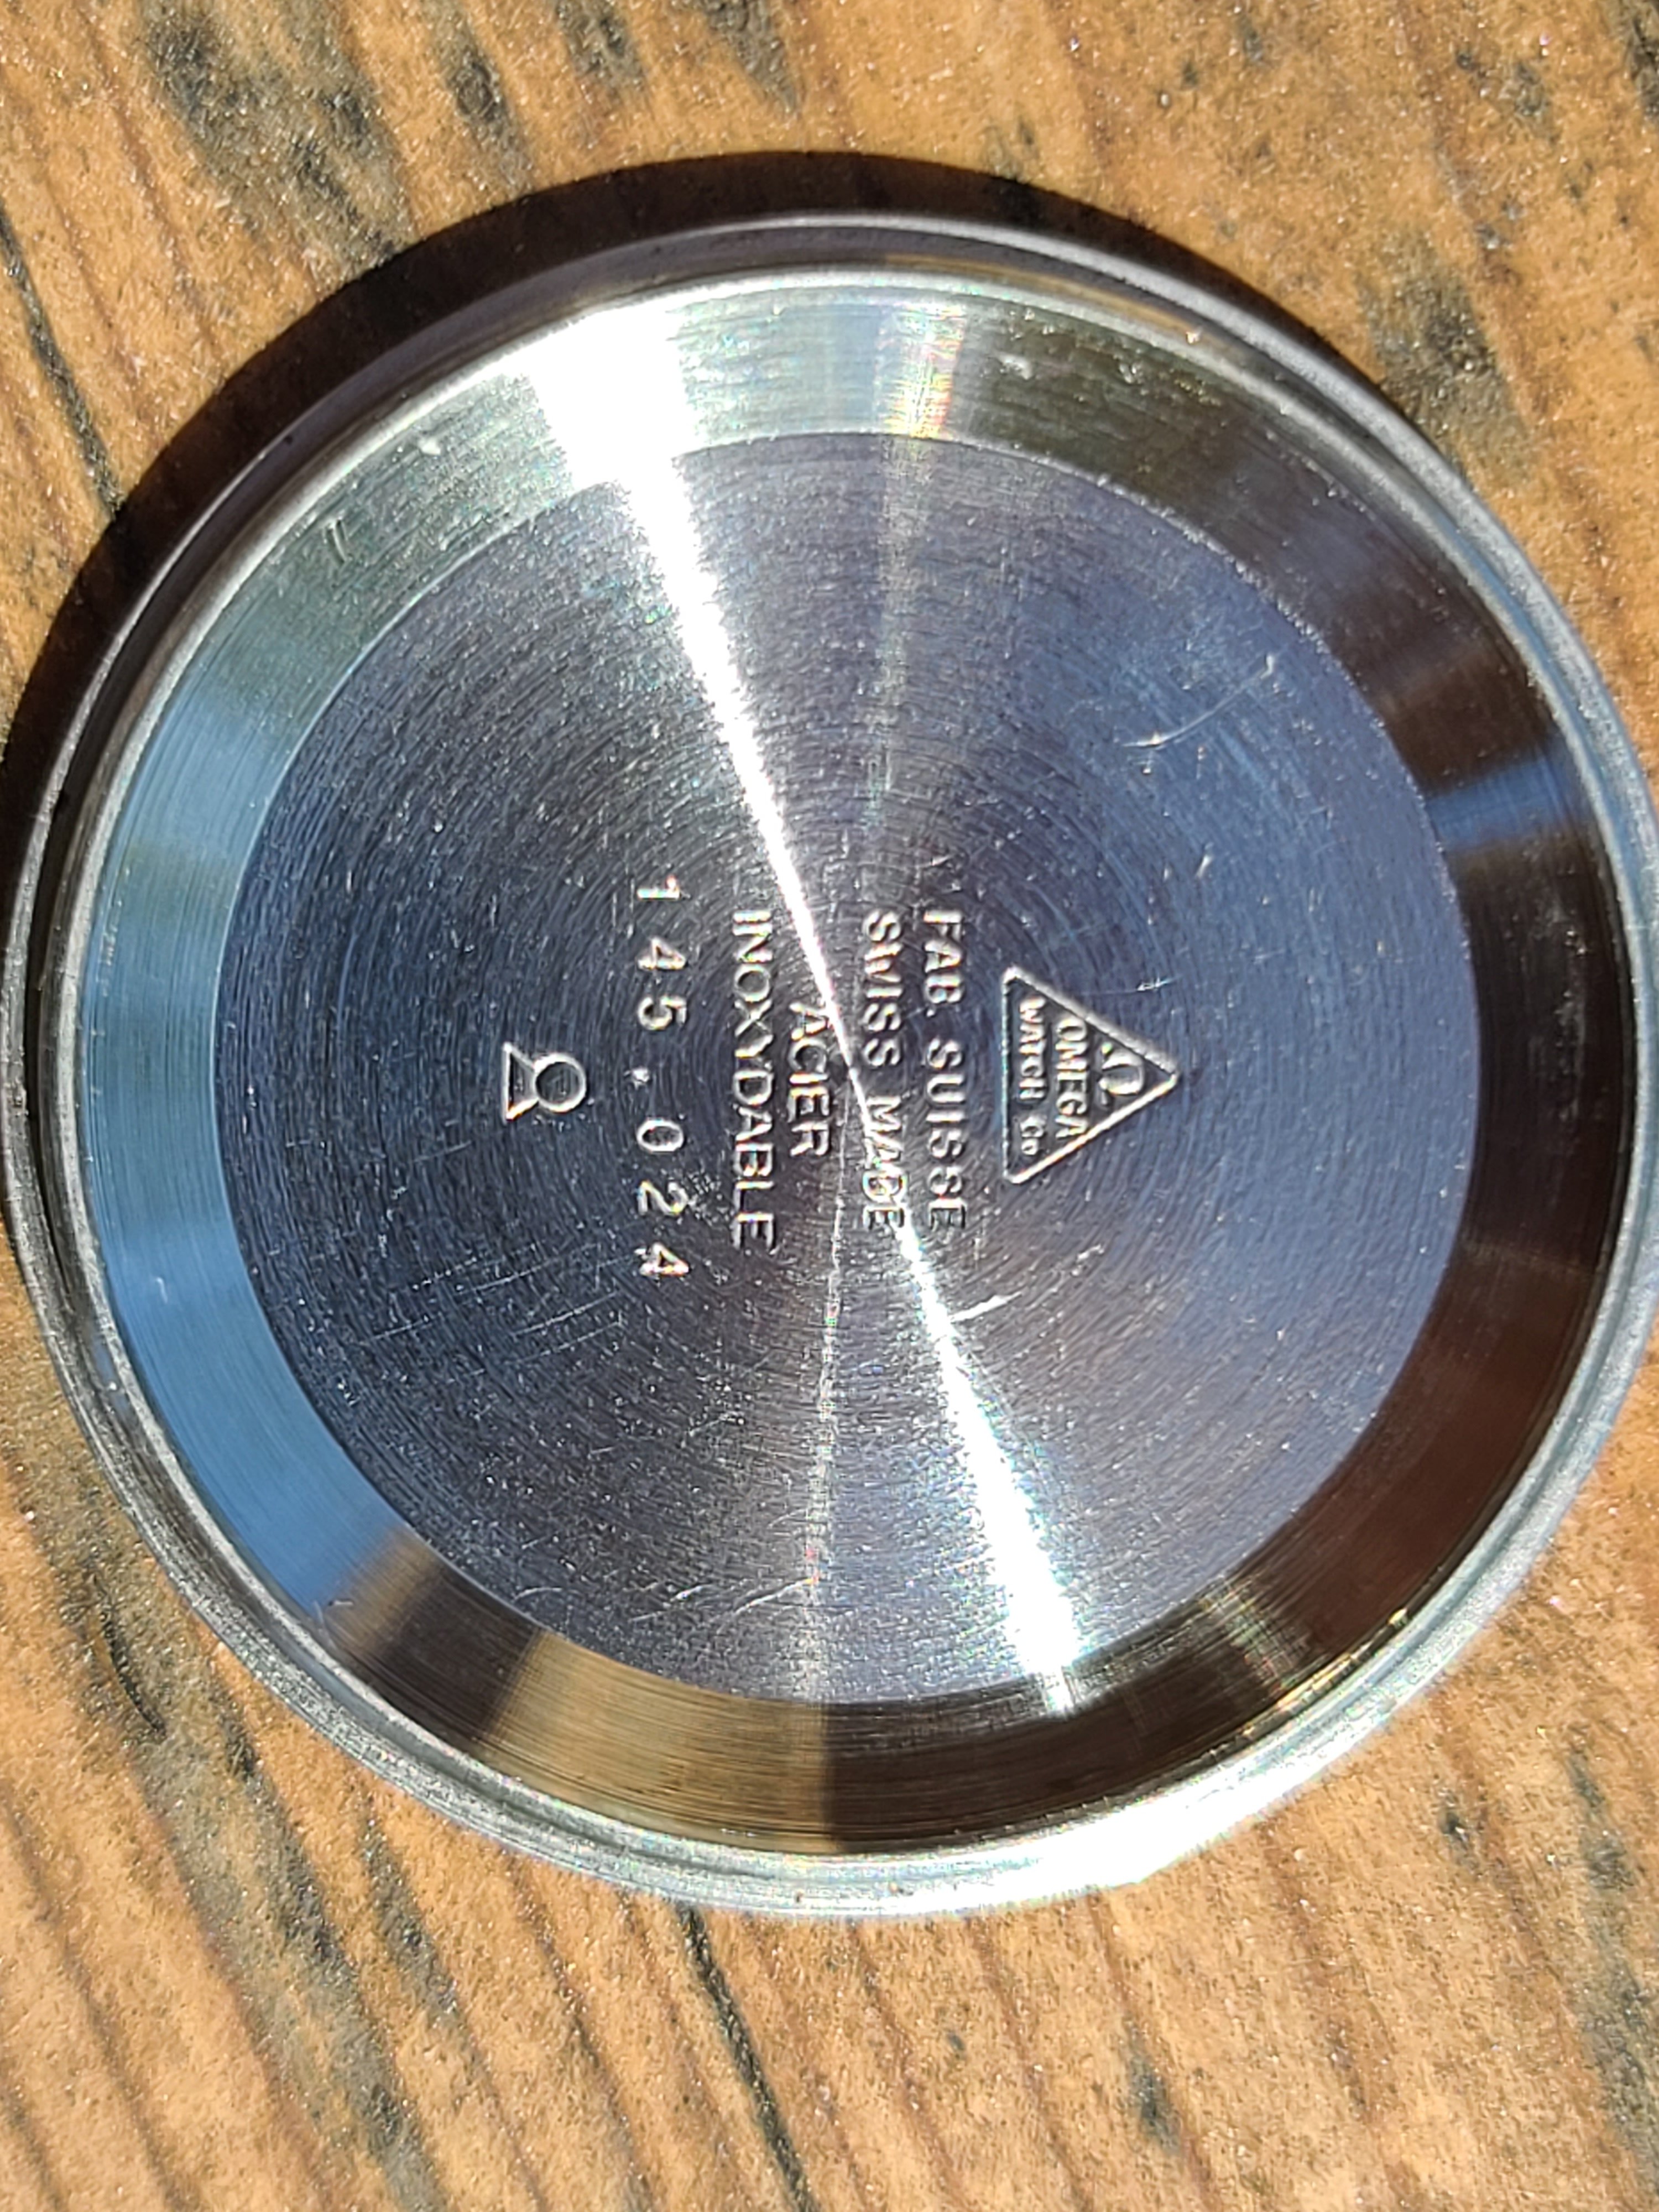 Ω
OMEGA
WATCH Co
FAB. SUISSE
SWISS MADE
ACIER
INOXYDABLE
145.024